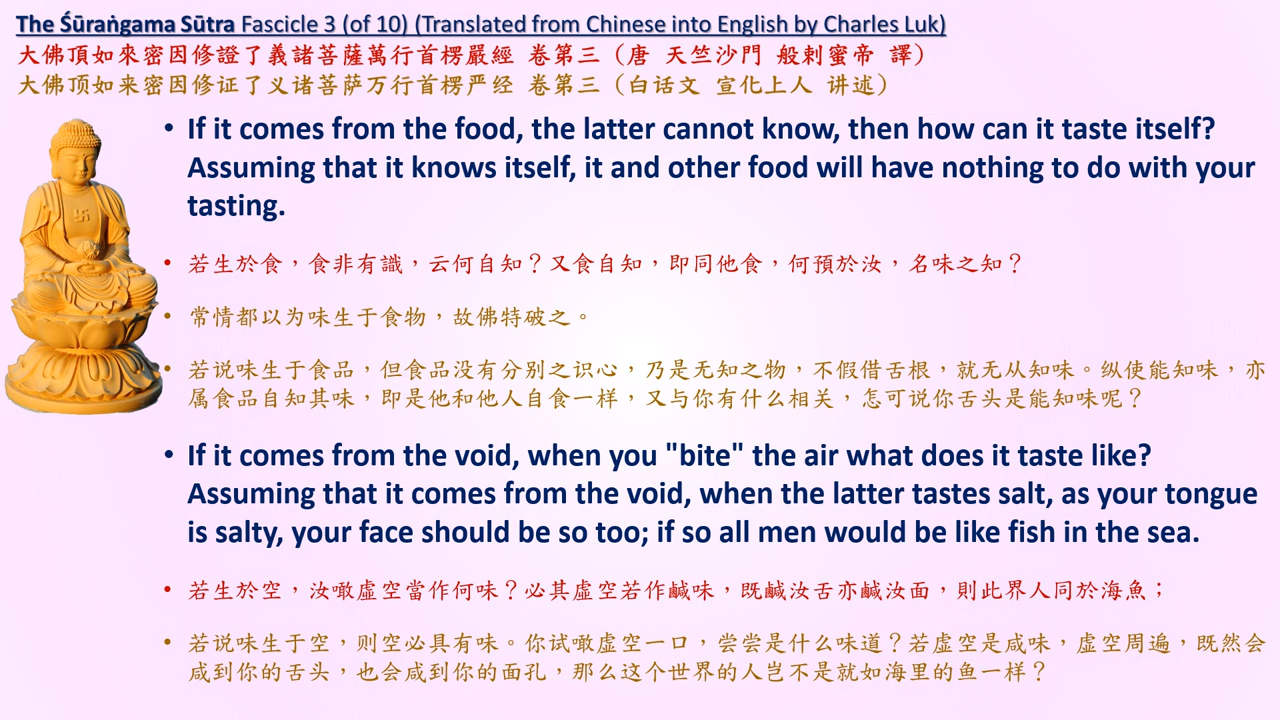 The Śūraṅgama Sūtra Fascicle 3 (of 10) (Translated from Chinese into English by Charles Luk)
大佛頂如來密因修證了義諸菩薩萬行首楞嚴經 卷第三（唐 天竺沙門 般剌蜜帝 譯）
大佛顶如来密因修证了义诸菩萨万行首楞严经 卷第三（白话文 宣化上人 讲述）
• If it comes from the food, the latter cannot know, then how can it taste itself?
Assuming that it knows itself, it and other food will have nothing to do with your
tasting.
• 若生於食，食非有識，云何自知？又食自知，即同他食，何預於汝，名味之知？
• 常情都以为味生于食物，故佛特破之。
• 若说味生于食品，但食品没有分别之识心，乃是无知之物，不假借舌根，就无从知味。纵使能知味，亦
属食品自知其味，即是他和他人自食一样，又与你有什么相关，怎可说你舌头是能知味呢？
• If it comes from the void, when you "bite" the air what does it taste like?
Assuming that it comes from the void, when the latter tastes salt, as your tongue
is salty, your face should be so too; if so all men would be like fish in the sea.
• 若生於空，汝噉虛空當作何味？必其虛空若作鹹味，既鹹汝舌亦鹹汝面，則此界人同於海魚；
• 若说味生于空，则空必具有味。你试噉虚空一口，尝尝是什么味道？若虚空是咸味，虚空周遍，既然会
咸到你的舌头，也会咸到你的面孔，那么这个世界的人岂不是就如海里的鱼一样？